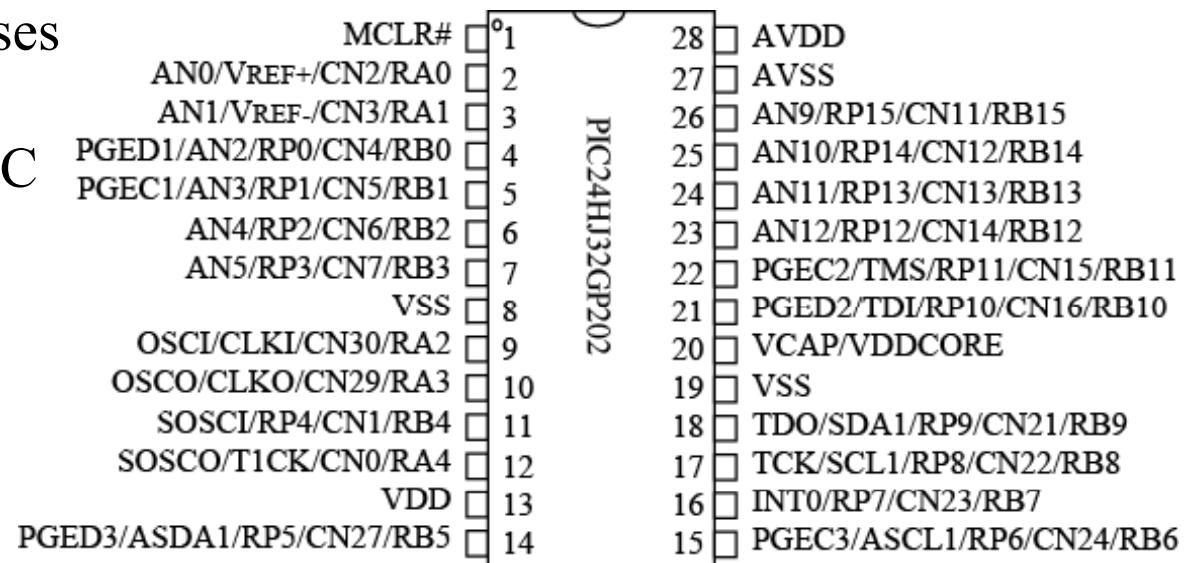 ses
C
MCLR# 1
AN0/VREF+/CN2/RA0 2
AN1/VREF-/CN3/RA1 3
PGED1/AN2/RP0/CN4/RB0 4
PGEC1/AN3/RP1/CN5/RB1 5
AN4/RP2/CN6/RB2 6
AN5/RP3/CN7/RB3 7
VSS 8
OSCI/CLKI/CN30/RA2 9
OSCO/CLKO/CN29/RA3 10
SOSCI/RP4/CN1/RB4 11
SOSCO/T1CK/CN0/RA4 12
VDD 13
PGED3/ASDA1/RP5/CN27/RB5 14
PIC24HJ32GP202
28 AVDD
27 AVSS
26 AN9/RP15/CN11/RB15
25 AN10/RP14/CN12/RB14
24 AN11/RP13/CN13/RB13
23 AN12/RP12/CN14/RB12
22 PGEC2/TMS/RP11/CN15/RB11
21 PGED2/TDI/RP10/CN16/RB10
20 VCAP/VDDCORE
19 VSS
18 TDO/SDA1/RP9/CN21/RB9
17 TCK/SCL1/RP8/CN22/RB8
16 INT0/RP7/CN23/RB7
15 PGEC3/ASCL1/RP6/CN24/RB6